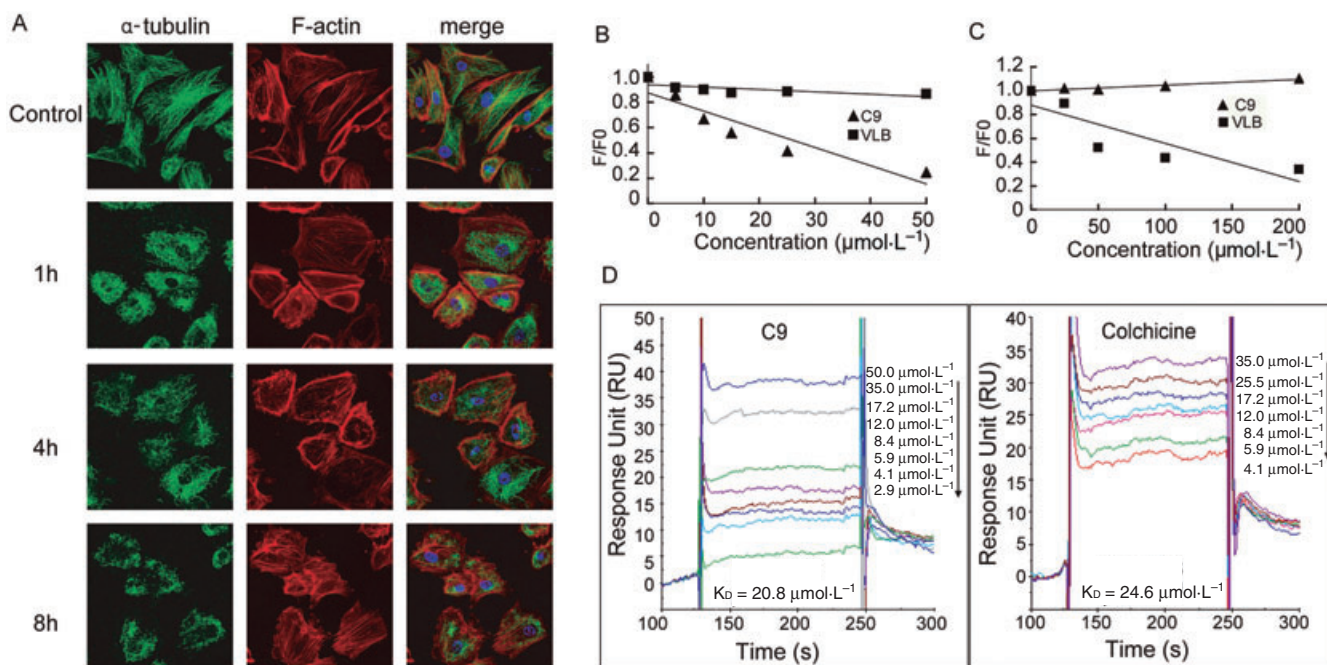 A
α-tubulin F-actin merge
Control
1h
4h
8h
B
1.0
0.8
0.6
0.4
0.2
0
F/F0
▲ C9
■ VLB
0 10 20 30 40 50
Concentration (µmol·L⁻¹)
C
1.2
1.0
0.8
0.6
0.4
0.2
0
F/F0
▲ C9
■ VLB
0 50 100 150 200
Concentration (µmol·L⁻¹)
D
C9
Response Unit (RU)
50
45
40
35
30
25
20
15
10
5
0
50.0 µmol·L⁻¹
35.0 µmol·L⁻¹
17.2 µmol·L⁻¹
12.0 µmol·L⁻¹
8.4 µmol·L⁻¹
5.9 µmol·L⁻¹
4.1 µmol·L⁻¹
2.9 µmol·L⁻¹
KD = 20.8 µmol·L⁻¹
100 150 200 250 300
Time (s)
Colchicine
Response Unit (RU)
40
35
30
25
20
15
10
5
0
35.0 µmol·L⁻¹
25.5 µmol·L⁻¹
17.2 µmol·L⁻¹
12.0 µmol·L⁻¹
8.4 µmol·L⁻¹
5.9 µmol·L⁻¹
4.1 µmol·L⁻¹
KD = 24.6 µmol·L⁻¹
100 150 200 250 300
Time (s)